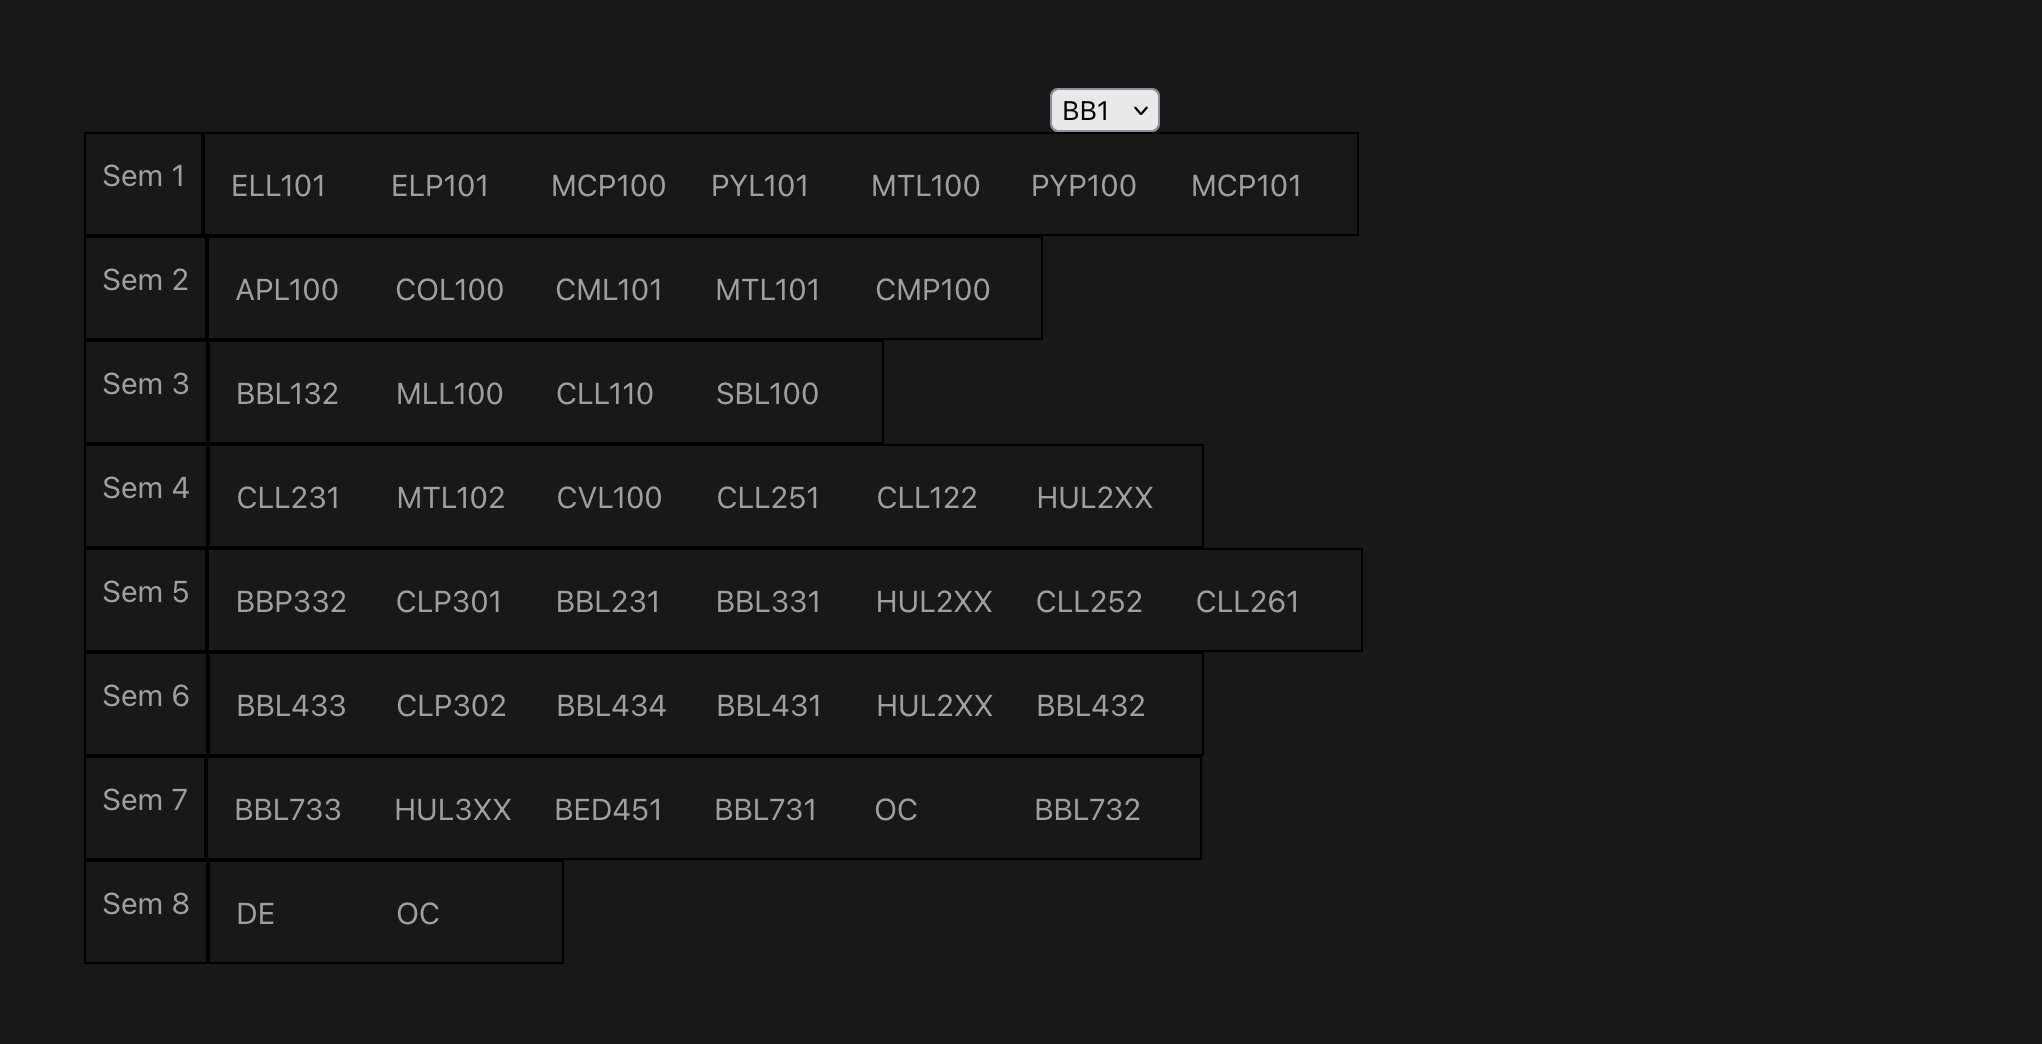 BB1
Sem 1 ELL101 ELP101 MCP100 PYL101 MTL100 PYP100 MCP101
Sem 2 APL100 COL100 CML101 MTL101 CMP100
Sem 3 BBL132 MLL100 CLL110 SBL100
Sem 4 CLL231 MTL102 CVL100 CLL251 CLL122 HUL2XX
Sem 5 BBP332 CLP301 BBL231 BBL331 HUL2XX CLL252 CLL261
Sem 6 BBL433 CLP302 BBL434 BBL431 HUL2XX BBL432
Sem 7 BBL733 HUL3XX BED451 BBL731 OC BBL732
Sem 8 DE OC